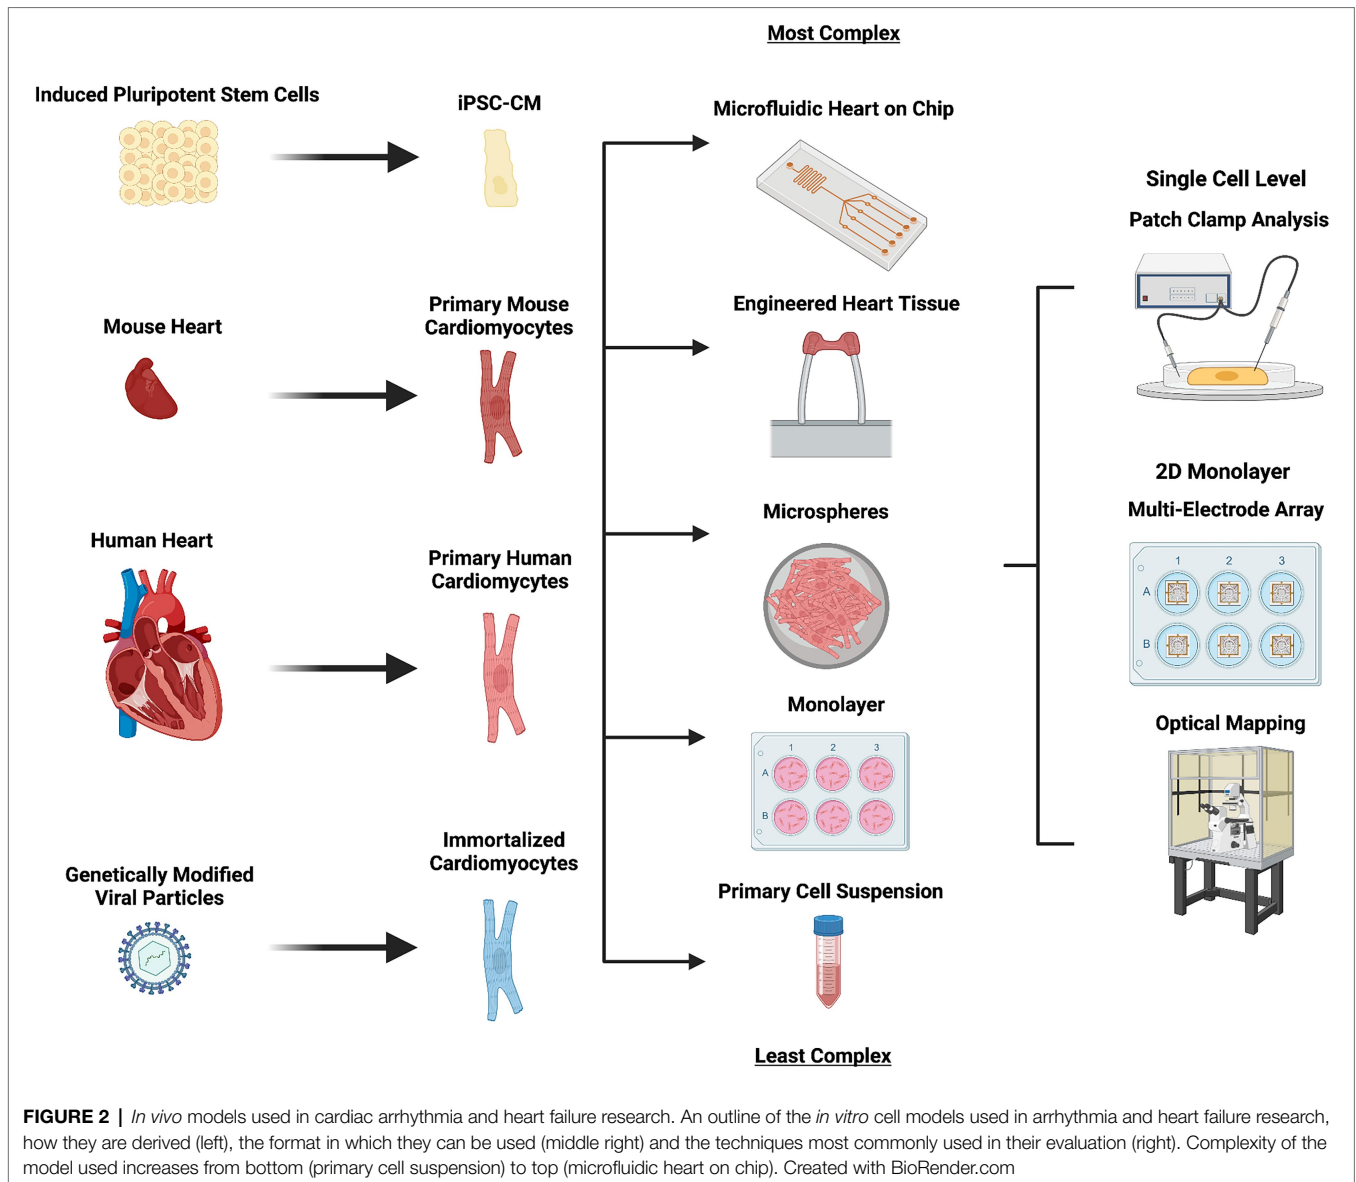 Most Complex
Induced Pluripotent Stem Cells
iPSC-CM
Microfluidic Heart on Chip
Single Cell Level
Patch Clamp Analysis
Mouse Heart
Primary Mouse
Cardiomyocytes
Engineered Heart Tissue
2D Monolayer
Multi-Electrode Array
1 2 3
A
B
Human Heart
Primary Human
Cardiomycytes
Microspheres
Monolayer
1 2 3
A
B
Optical Mapping
Genetically Modified
Viral Particles
Immortalized
Cardiomyocytes
Primary Cell Suspension
Least Complex
FIGURE 2 | In vivo models used in cardiac arrhythmia and heart failure research. An outline of the in vitro cell models used in arrhythmia and heart failure research,
how they are derived (left), the format in which they can be used (middle right) and the techniques most commonly used in their evaluation (right). Complexity of the
model used increases from bottom (primary cell suspension) to top (microfluidic heart on chip). Created with BioRender.com